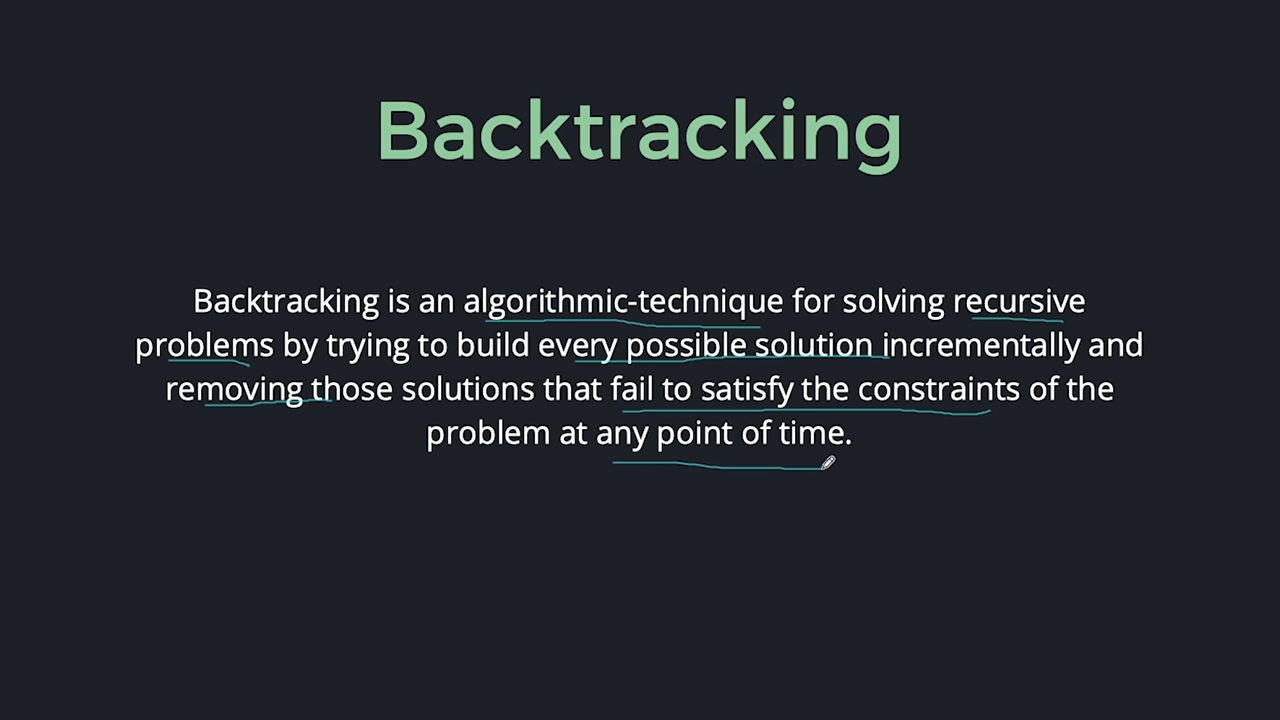 Backtracking
Backtracking is an algorithmic-technique for solving recursive
problems by trying to build every possible solution incrementally and
removing those solutions that fail to satisfy the constraints of the
problem at any point of time.